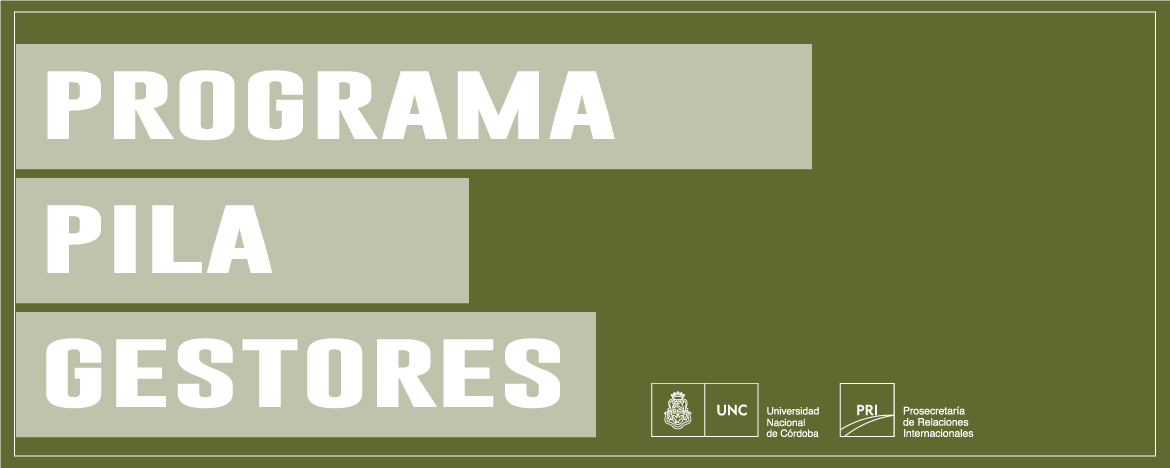 PROGRAMA
PILA
GESTORES
UNC
Universidad
Nacional
de Córdoba
PRI
Prosecretaría
de Relaciones
Internacionales